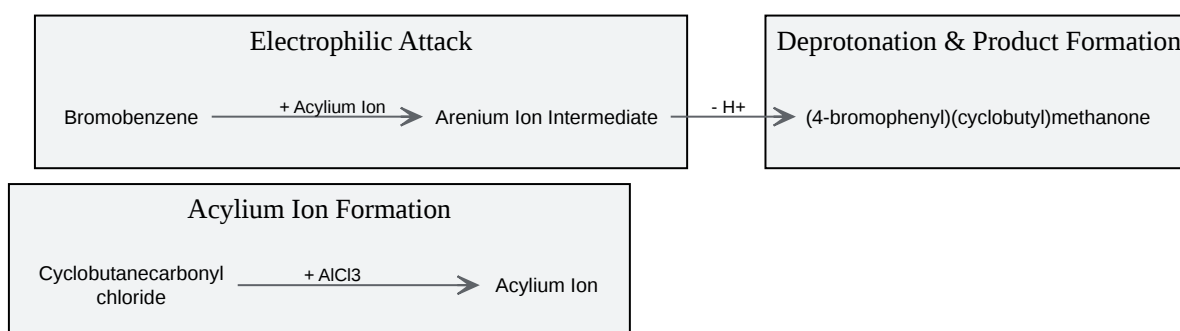 Electrophilic Attack
Deprotonation & Product Formation
Bromobenzene
+ Acylium Ion
Arenium Ion Intermediate
- H+
(4-bromophenyl)(cyclobutyl)methanone
Acylium Ion Formation
Cyclobutanecarbonyl
chloride
+ AlCl3
Acylium Ion